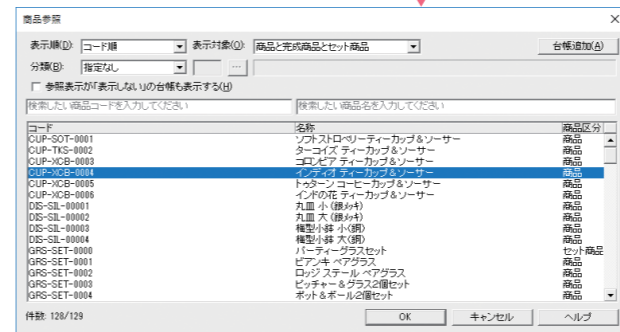 商品参照
表示順(D): コード順 表示対象(O): 商品と完成商品とセット商品 台帳追加(A)
分類(B): 指定なし ...
参照表示が「表示しない」の台帳も表示する(H)
検索したい商品コードを入力してください 検索したい商品名を入力してください
コード 名称 商品区分
CUP-SOT-0001 ソフトストロベリーティーカップ&ソーサー 商品
CUP-TKS-0002 ターコイズ ティーカップ&ソーサー 商品
CUP-XCB-0003 コロンビア ティーカップ&ソーサー 商品
CUP-XCB-0004 インディオ ティーカップ&ソーサー 商品
CUP-XCB-0005 トゥターン コーヒーカップ&ソーサー 商品
CUP-XCB-0006 インドの花 ティーカップ&ソーサー 商品
DIS-SIL-00001 丸皿 小(銀メッキ) 商品
DIS-SIL-00002 丸皿 大(銀メッキ) 商品
DIS-SIL-00003 小鉢 小(銅) 商品
DIS-SIL-00004 小鉢 大(銅) 商品
GRS-SET-0000 パーティーグラスセット セット商品
GRS-SET-0001 ビアンキ ペアグラス 商品
GRS-SET-0002 ロッジ ステール ペアグラス 商品
GRS-SET-0003 ピッチャー&グラス2個セット 商品
GRS-SET-0004 ポット&ボール2個セット 商品
件数: 128/129 OK キャンセル ヘルプ